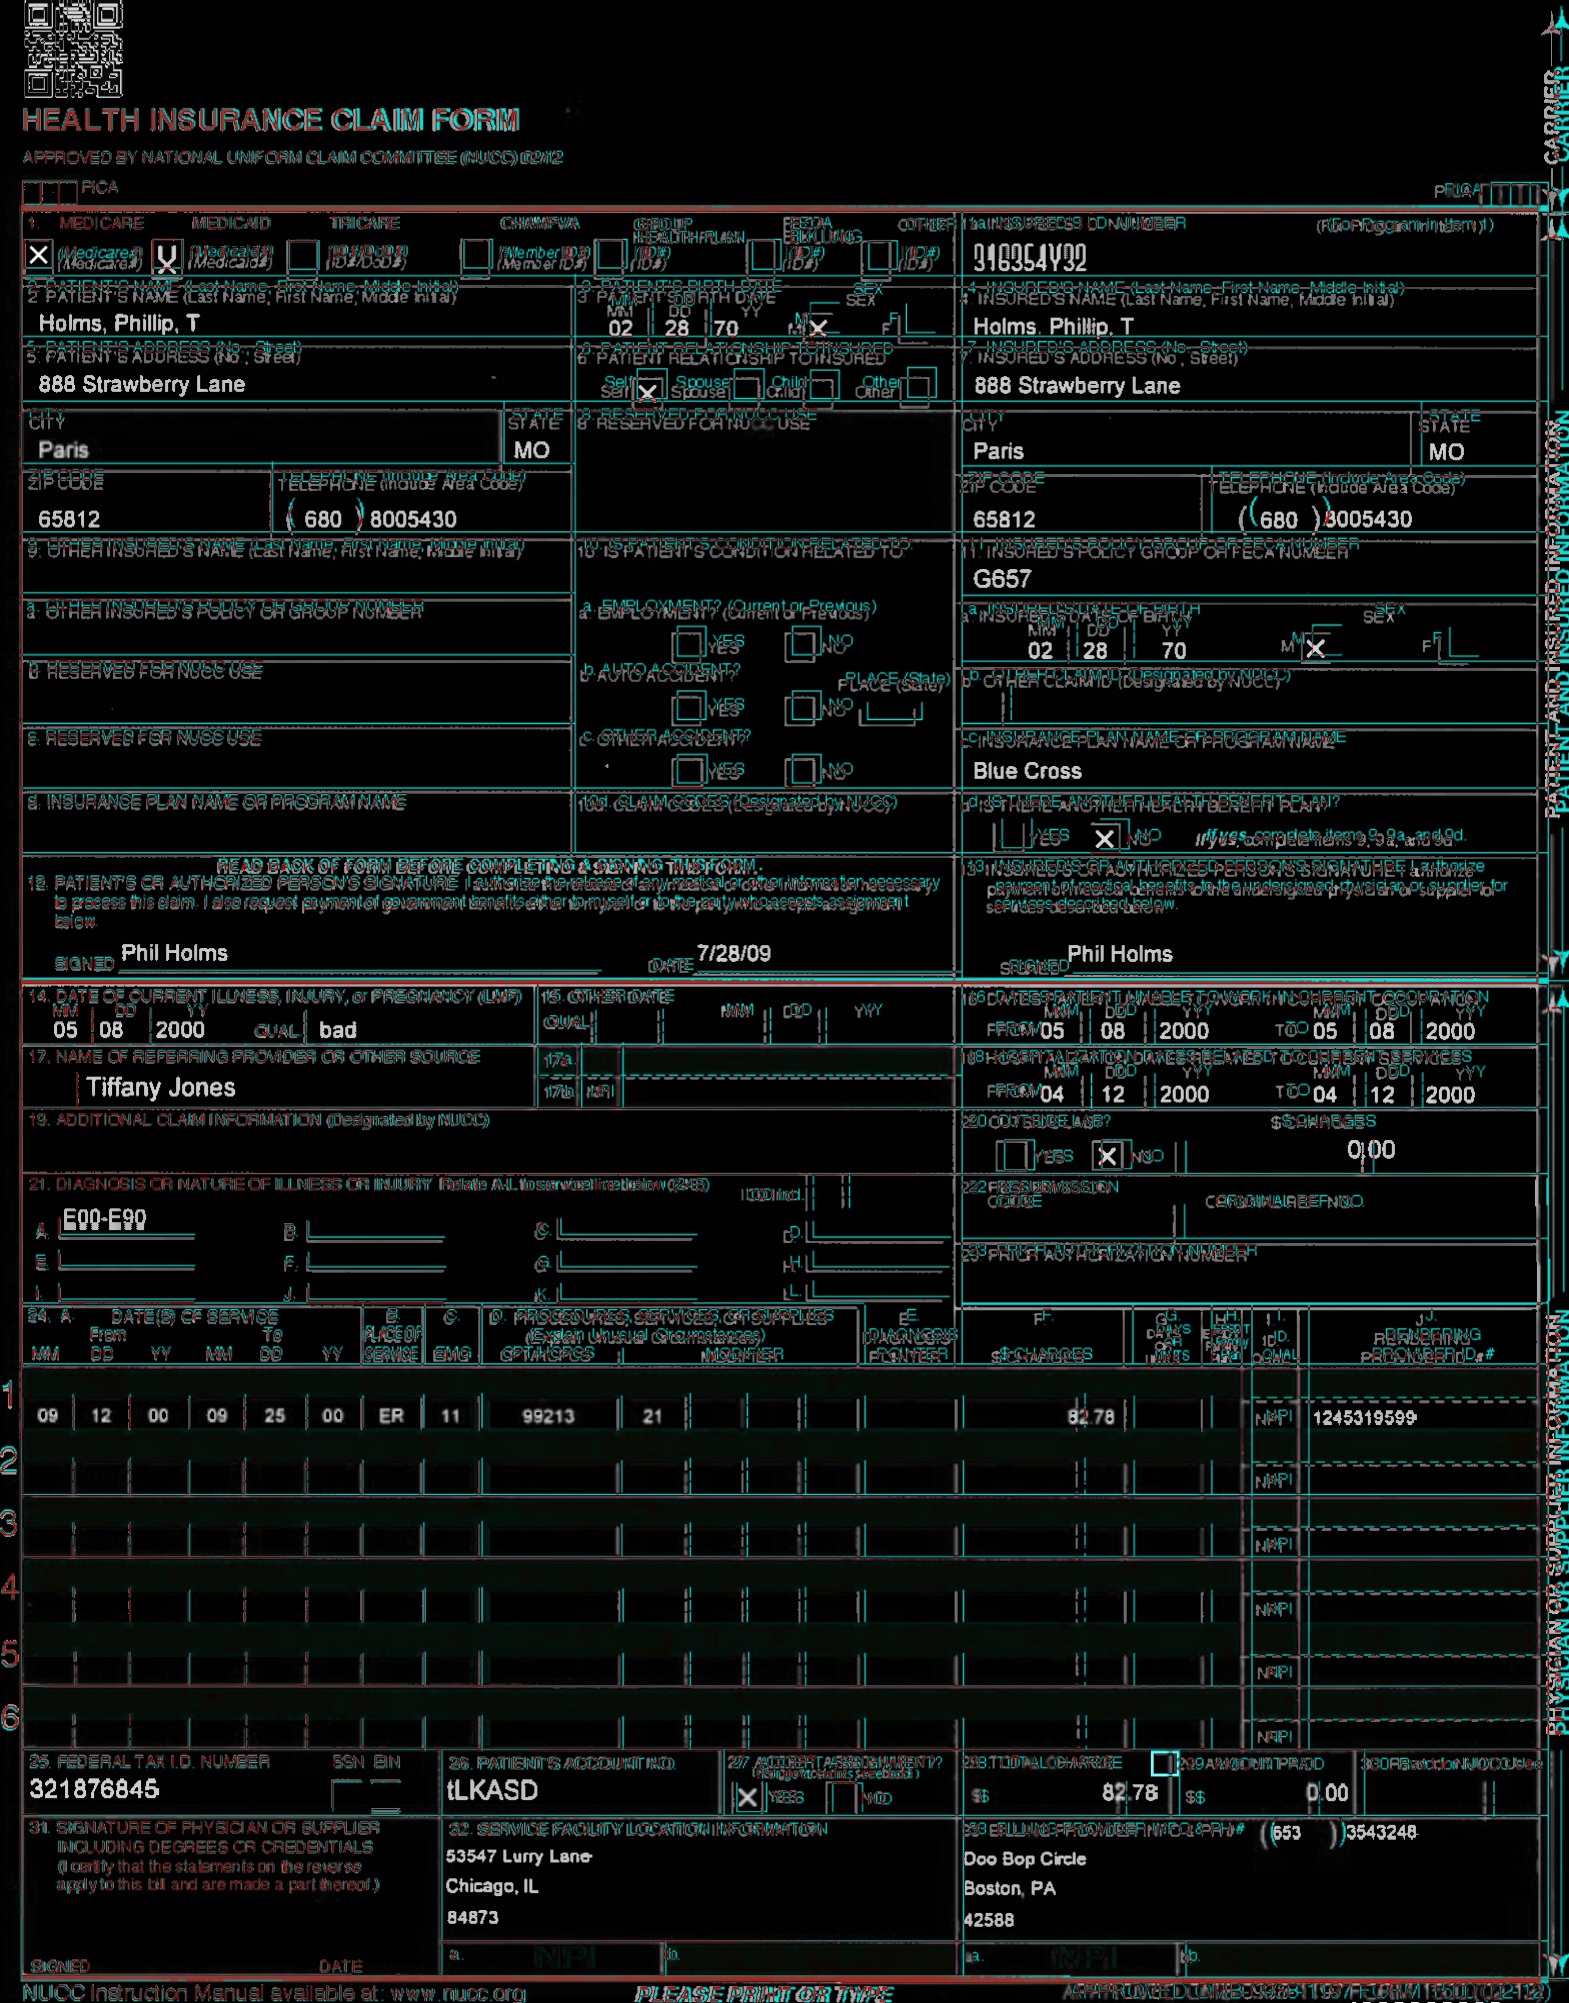 HEALTH INSURANCE CLAIM FORM
APPROVED BY NATIONAL UNIFORM CLAIM COMMITTEE (NUCC) 02/12
PICA
PICA
CARRIER
1. MEDICARE MEDICAID TRICARE CHAMPVA GROUP HEALTH PLAN FECA BLK LUNG OTHER
X (Medicare#) X (Medicaid#) (ID#/DoD#) (Member ID#) (ID#) (ID#) (ID#)
1a. INSURED'S I.D. NUMBER (For Program in Item 1)
2. PATIENT'S NAME (Last Name, First Name, Middle Initial)
Holms, Phillip, T
3. PATIENT'S BIRTH DATE SEX
MM DD YY
02 28 70 M X F
4. INSURED'S NAME (Last Name, First Name, Middle Initial)
Holms, Phillip, T
5. PATIENT'S ADDRESS (No., Street)
888 Strawberry Lane
6. PATIENT RELATIONSHIP TO INSURED
Self X Spouse Child Other
7. INSURED'S ADDRESS (No., Street)
888 Strawberry Lane
CITY STATE
Paris MO
8. RESERVED FOR NUCC USE
CITY STATE
Paris MO
ZIP CODE TELEPHONE (Include Area Code)
65812 ( 680 ) 8005430
ZIP CODE TELEPHONE (Include Area Code)
65812 ( 680 ) 8005430
9. OTHER INSURED'S NAME (Last Name, First Name, Middle Initial)
10. IS PATIENT'S CONDITION RELATED TO:
11. INSURED'S POLICY GROUP OR FECA NUMBER
G657
a. OTHER INSURED'S POLICY OR GROUP NUMBER
a. EMPLOYMENT? (Current or Previous)
YES NO
a. INSURED'S DATE OF BIRTH SEX
MM DD YY
02 28 70 M X F
b. RESERVED FOR NUCC USE
b. AUTO ACCIDENT? PLACE (State)
YES NO
b. OTHER CLAIM ID (Designated by NUCC)
c. RESERVED FOR NUCC USE
c. OTHER ACCIDENT?
YES NO
c. INSURANCE PLAN NAME OR PROGRAM NAME
Blue Cross
d. INSURANCE PLAN NAME OR PROGRAM NAME
10d. CLAIM CODES (Designated by NUCC)
d. IS THERE ANOTHER HEALTH BENEFIT PLAN?
YES X NO If yes, complete items 9, 9a, and 9d.
READ BACK OF FORM BEFORE COMPLETING & SIGNING THIS FORM.
12. PATIENT'S OR AUTHORIZED PERSON'S SIGNATURE I authorize the release of any medical or other information necessary
to process this claim. I also request payment of government benefits either to myself or to the party who accepts assignment
below.
SIGNED Phil Holms DATE 7/28/09
13. INSURED'S OR AUTHORIZED PERSON'S SIGNATURE I authorize
payment of medical benefits to the undersigned physician or supplier for
services described below.
SIGNED Phil Holms
PATIENT AND INSURED INFORMATION
14. DATE OF CURRENT ILLNESS, INJURY, or PREGNANCY (LMP)
MM DD YY
05 08 2000 QUAL. bad
15. OTHER DATE
QUAL. MM DD YY
16. DATES PATIENT UNABLE TO WORK IN CURRENT OCCUPATION
MM DD YY MM DD YY
FROM 05 08 2000 TO 05 08 2000
17. NAME OF REFERRING PROVIDER OR OTHER SOURCE
Tiffany Jones
17a.
17b. NPI
18. HOSPITALIZATION DATES RELATED TO CURRENT SERVICES
MM DD YY MM DD YY
FROM 04 12 2000 TO 04 12 2000
19. ADDITIONAL CLAIM INFORMATION (Designated by NUCC)
20. OUTSIDE LAB? $ CHARGES
YES X NO 0.00
21. DIAGNOSIS OR NATURE OF ILLNESS OR INJURY Relate A-L to service line below (24E) ICD Ind.
A. E00-E90 B. C. D.
E. F. G. H.
I. J. K. L.
22. RESUBMISSION CODE ORIGINAL REF. NO.
23. PRIOR AUTHORIZATION NUMBER
24. A. DATE(S) OF SERVICE B. C. D. PROCEDURES, SERVICES, OR SUPPLIES E. F. G. H. I. J.
From To PLACE OF (Explain Unusual Circumstances) DIAGNOSIS DAYS OR UNITS ID. RENDERING
MM DD YY MM DD YY SERVICE EMG CPT/HCPCS MODIFIER POINTER $ CHARGES QUAL. PROVIDER ID. #
1
09 12 00 09 25 00 ER 11 99213 21 82.78 NPI 1245319599
2 NPI
3 NPI
4 NPI
5 NPI
6 NPI
PHYSICIAN OR SUPPLIER INFORMATION
25. FEDERAL TAX I.D. NUMBER SSN EIN
321876845
26. PATIENT'S ACCOUNT NO.
tLKASD
27. ACCEPT ASSIGNMENT?
X YES NO
28. TOTAL CHARGE
$ 82.78
29. AMOUNT PAID
$ 0.00
30. Rsvd for NUCC Use
31. SIGNATURE OF PHYSICIAN OR SUPPLIER
INCLUDING DEGREES OR CREDENTIALS
(I certify that the statements on the reverse
apply to this bill and are made a part thereof.)
SIGNED DATE
32. SERVICE FACILITY LOCATION INFORMATION
53547 Lurry Lane
Chicago, IL
84873
a. NPI b.
33. BILLING PROVIDER INFO & PH # ( 653 ) 3543248
Doo Bop Circle
Boston, PA
42588
a. NPI b.
NUCC Instruction Manual available at: www.nucc.org
PLEASE PRINT OR TYPE